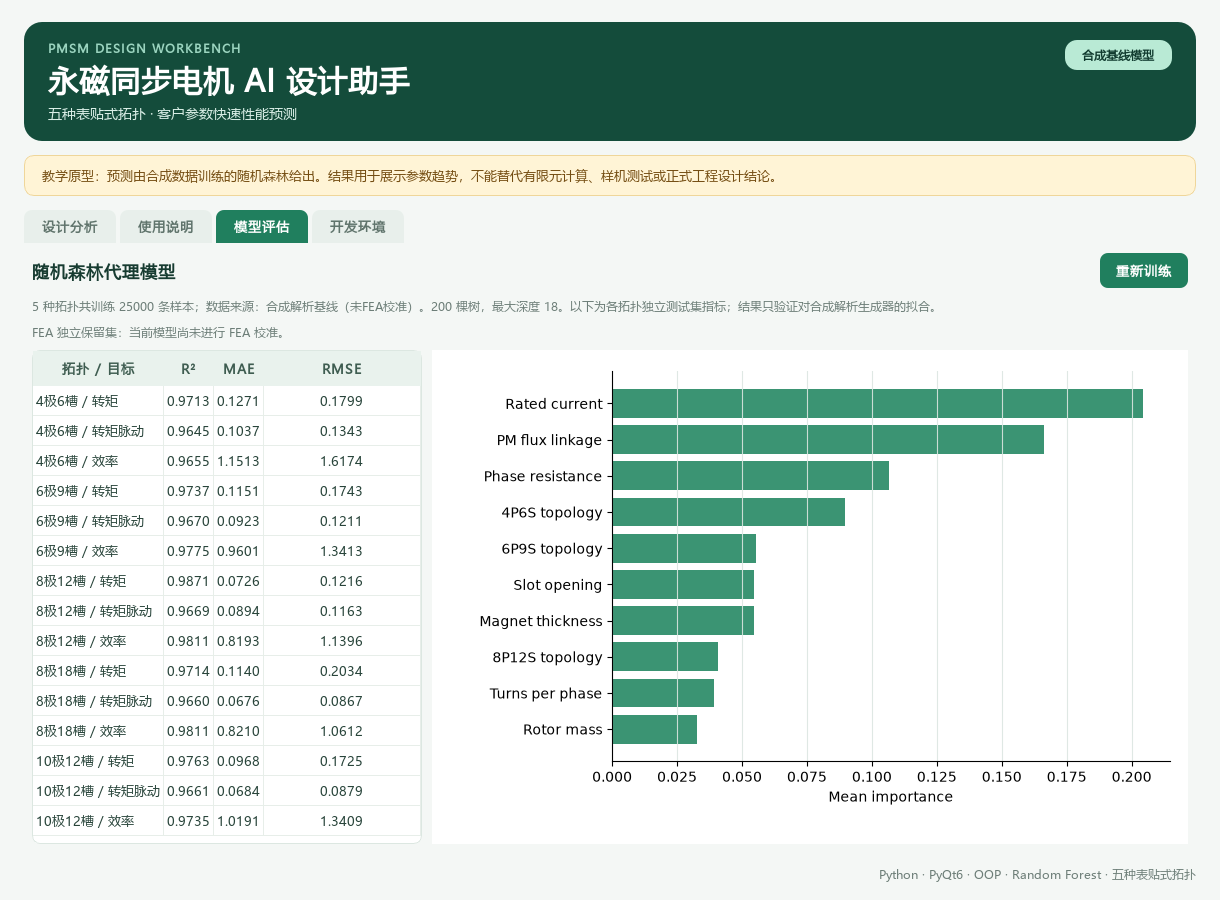 PMSM DESIGN WORKBENCH
永磁同步电机 AI 设计助手
五种表贴式拓扑 · 客户参数快速性能预测
合成基线模型
教学原型：预测由合成数据训练的随机森林给出。结果用于展示参数趋势，不能替代有限元计算、样机测试或正式工程设计结论。
设计分析 使用说明 模型评估 开发环境
随机森林代理模型
重新训练
5 种拓扑共训练 25000 条样本；数据来源：合成解析基线（未FEA校准）。200 棵树，最大深度 18。以下为各拓扑独立测试集指标；结果只验证对合成解析生成器的拟合。
FEA 独立保留集：当前模型尚未进行 FEA 校准。
拓扑 / 目标 R² MAE RMSE
4极6槽 / 转矩 0.9713 0.1271 0.1799
4极6槽 / 转矩脉动 0.9645 0.1037 0.1343
4极6槽 / 效率 0.9655 1.1513 1.6174
6极9槽 / 转矩 0.9737 0.1151 0.1743
6极9槽 / 转矩脉动 0.9670 0.0923 0.1211
6极9槽 / 效率 0.9775 0.9601 1.3413
8极12槽 / 转矩 0.9871 0.0726 0.1216
8极12槽 / 转矩脉动 0.9669 0.0894 0.1163
8极12槽 / 效率 0.9811 0.8193 1.1396
8极18槽 / 转矩 0.9714 0.1140 0.2034
8极18槽 / 转矩脉动 0.9660 0.0676 0.0867
8极18槽 / 效率 0.9811 0.8210 1.0612
10极12槽 / 转矩 0.9763 0.0968 0.1725
10极12槽 / 转矩脉动 0.9661 0.0684 0.0879
10极12槽 / 效率 0.9735 1.0191 1.3409
Rated current
PM flux linkage
Phase resistance
4P6S topology
6P9S topology
Slot opening
Magnet thickness
8P12S topology
Turns per phase
Rotor mass
0.000 0.025 0.050 0.075 0.100 0.125 0.150 0.175 0.200
Mean importance
Python · PyQt6 · OOP · Random Forest · 五种表贴式拓扑